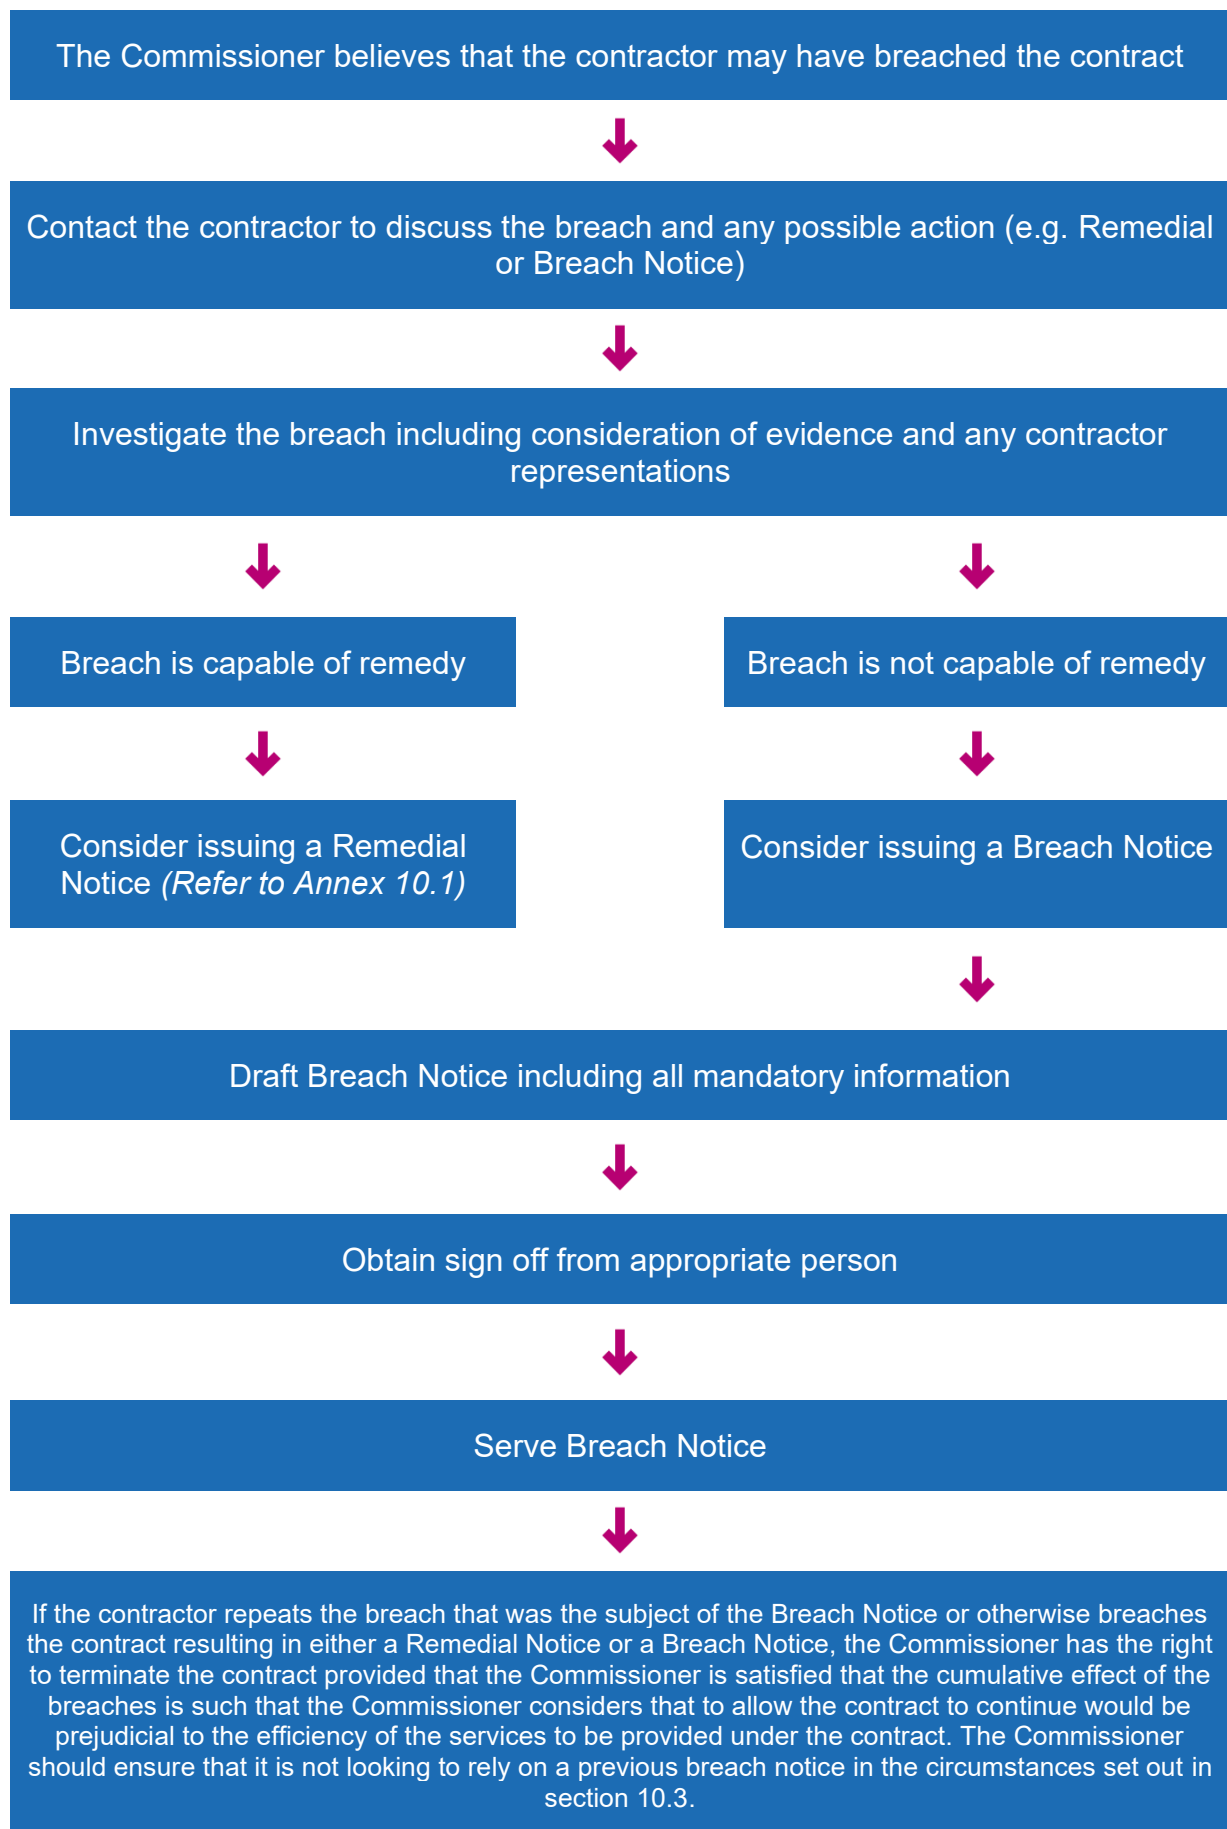 The Commissioner believes that the contractor may have breached the contract
Contact the contractor to discuss the breach and any possible action (e.g. Remedial
or Breach Notice)
Investigate the breach including consideration of evidence and any contractor
representations
Breach is capable of remedy
Breach is not capable of remedy
Consider issuing a Remedial
Notice (Refer to Annex 10.1)
Consider issuing a Breach Notice
Draft Breach Notice including all mandatory information
Obtain sign off from appropriate person
Serve Breach Notice
If the contractor repeats the breach that was the subject of the Breach Notice or otherwise breaches
the contract resulting in either a Remedial Notice or a Breach Notice, the Commissioner has the right
to terminate the contract provided that the Commissioner is satisfied that the cumulative effect of the
breaches is such that the Commissioner considers that to allow the contract to continue would be
prejudicial to the efficiency of the services to be provided under the contract. The Commissioner
should ensure that it is not looking to rely on a previous breach notice in the circumstances set out in
section 10.3.